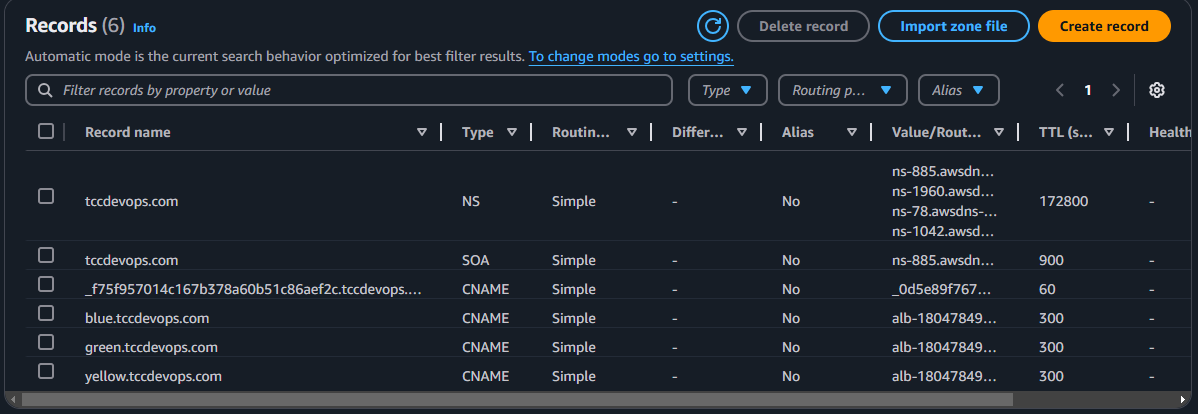 Records (6) Info
Delete record
Import zone file
Create record
Automatic mode is the current search behavior optimized for best filter results. To change modes go to settings.
Filter records by property or value
Type
Routing p...
Alias
1
Record name Type Routin... Differ... Alias Value/Rout... TTL (s... Health
tccdevops.com NS Simple - No ns-885.awsdn... 172800 -
ns-1960.awsd...
ns-78.awsdns-...
ns-1042.awsd...
tccdevops.com SOA Simple - No ns-885.awsdn... 900 -
_f75f957014c167b378a60b51c86aef2c.tccdevops.... CNAME Simple - No _0d5e89f767... 60 -
blue.tccdevops.com CNAME Simple - No alb-18047849... 300 -
green.tccdevops.com CNAME Simple - No alb-18047849... 300 -
yellow.tccdevops.com CNAME Simple - No alb-18047849... 300 -